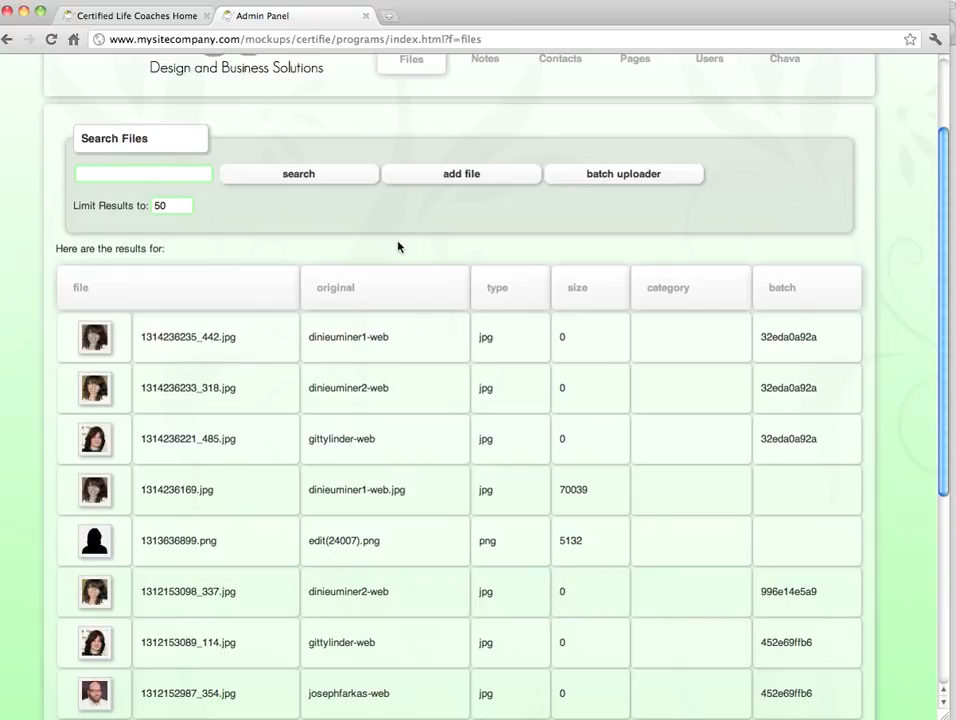 Certified Life Coaches Home
Admin Panel
www.mysitecompany.com/mockups/certifie/programs/index.html?f=files
Design and Business Solutions
Files Notes Contacts Pages Users Chava
Search Files
search add file batch uploader
Limit Results to: 50
Here are the results for:
file original type size category batch
1314236235_442.jpg dinieuminer1-web jpg 0 32eda0a92a
1314236233_318.jpg dinieuminer2-web jpg 0 32eda0a92a
1314236221_485.jpg gittylinder-web jpg 0 32eda0a92a
1314236169.jpg dinieuminer1-web.jpg jpg 70039
1313636899.png edit(24007).png png 5132
1312153098_337.jpg dinieuminer2-web jpg 0 996e14e5a9
1312153089_114.jpg gittylinder-web jpg 0 452e69ffb6
1312152987_354.jpg josephfarkas-web jpg 0 452e69ffb6